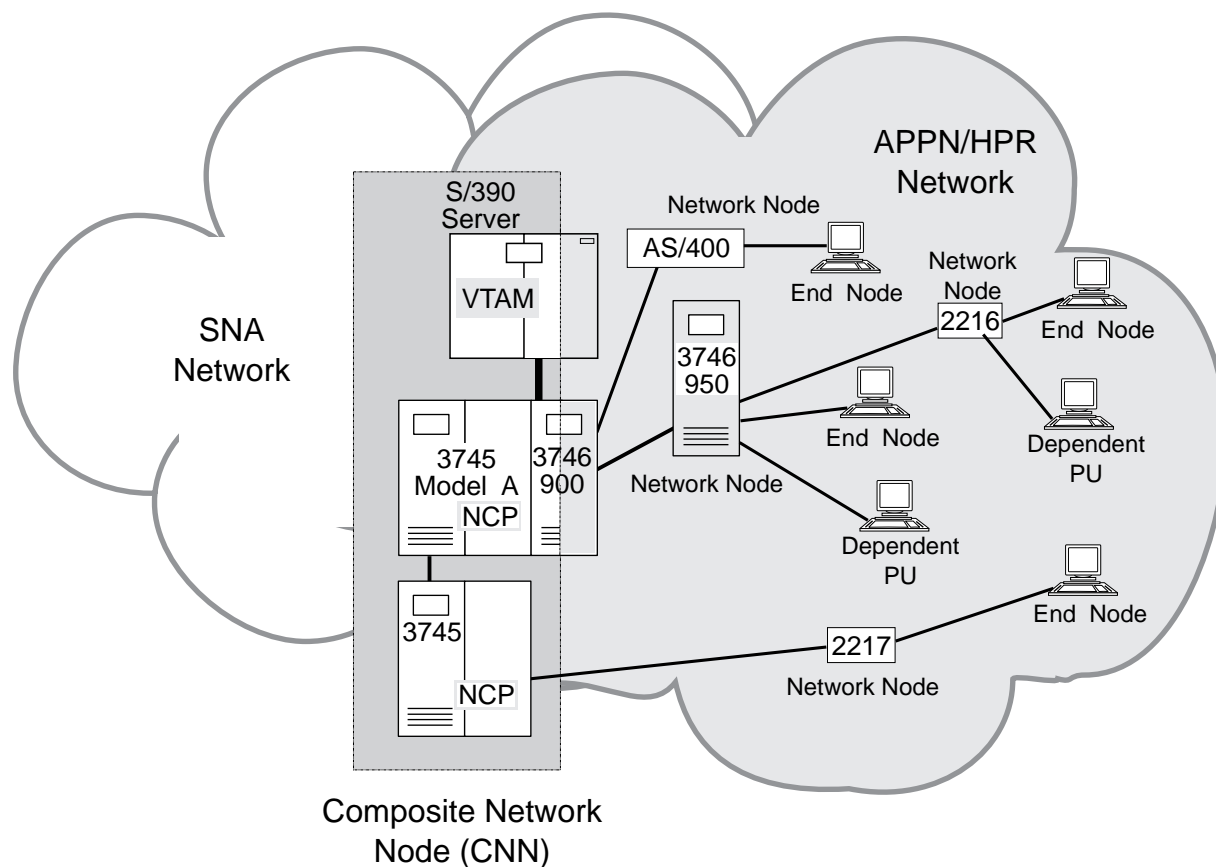 APPN/HPR
Network
S/390
Server
VTAM
Network Node
AS/400
End Node
Network
Node
2216
End Node
SNA
Network
3746
950
Network Node
End Node
Dependent
PU
3745
Model A
NCP
3746
900
Dependent
PU
3745
NCP
End Node
2217
Network Node
Composite Network
Node (CNN)